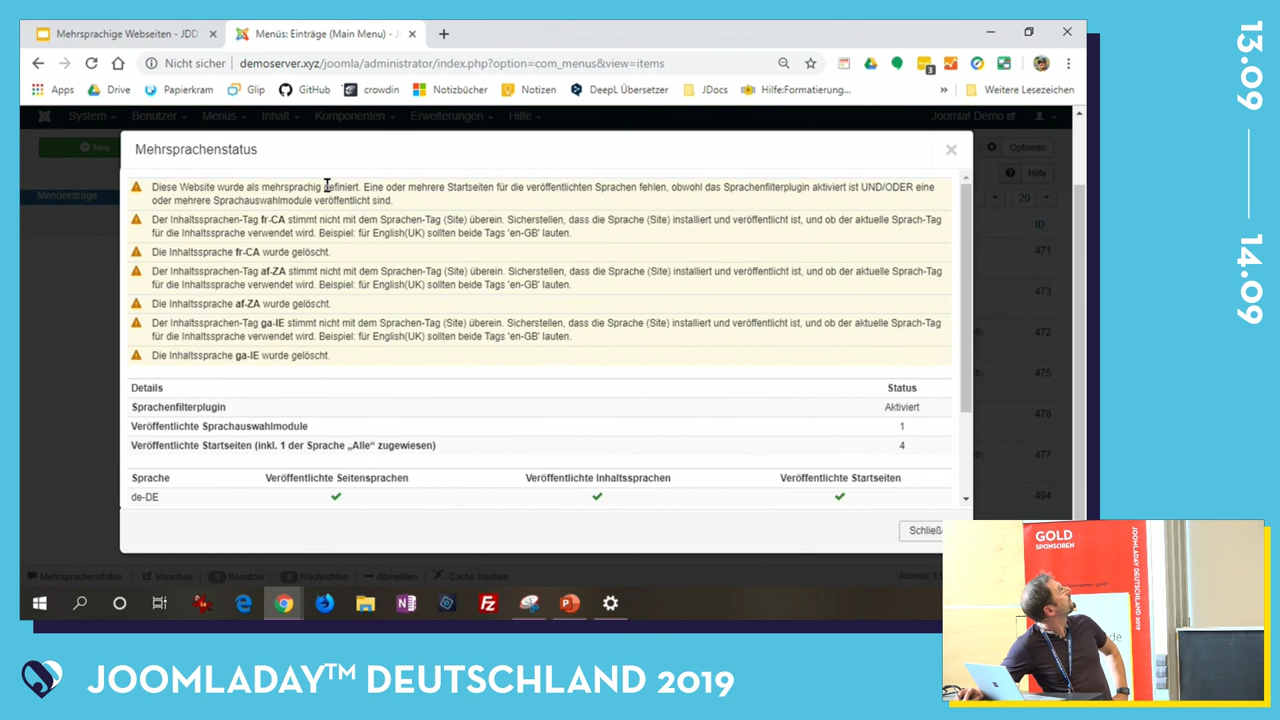 Mehrsprachige Webseiten - JDD
Menüs: Einträge (Main Menu) -
Nicht sicher
demoserver.xyz/joomla/administrator/index.php?option=com_menus&view=items
Apps
Drive
Papierkram
Glip
GitHub
crowdin
Notizbücher
Notizen
DeepL Übersetzer
JDocs
Hilfe:Formatierung...
»
Weitere Lesezeichen
System
Benutzer
Menüs
Inhalt
Komponenten
Erweiterungen
Hilfe
Joomla! Demo
Neu
Optionen
Hilfe
Menüeinträge
20
ID
471
473
472
475
476
477
494
Mehrsprachenstatus
Diese Website wurde als mehrsprachig definiert. Eine oder mehrere Startseiten für die veröffentlichten Sprachen fehlen, obwohl das Sprachenfilterplugin aktiviert ist UND/ODER eine
oder mehrere Sprachauswahlmodule veröffentlicht sind.
Der Inhaltssprachen-Tag fr-CA stimmt nicht mit dem Sprachen-Tag (Site) überein. Sicherstellen, dass die Sprache (Site) installiert und veröffentlicht ist, und ob der aktuelle Sprach-Tag
für die Inhaltssprache verwendet wird. Beispiel: für English(UK) sollten beide Tags 'en-GB' lauten.
Die Inhaltssprache fr-CA wurde gelöscht.
Der Inhaltssprachen-Tag af-ZA stimmt nicht mit dem Sprachen-Tag (Site) überein. Sicherstellen, dass die Sprache (Site) installiert und veröffentlicht ist, und ob der aktuelle Sprach-Tag
für die Inhaltssprache verwendet wird. Beispiel: für English(UK) sollten beide Tags 'en-GB' lauten.
Die Inhaltssprache af-ZA wurde gelöscht.
Der Inhaltssprachen-Tag ga-IE stimmt nicht mit dem Sprachen-Tag (Site) überein. Sicherstellen, dass die Sprache (Site) installiert und veröffentlicht ist, und ob der aktuelle Sprach-Tag
für die Inhaltssprache verwendet wird. Beispiel: für English(UK) sollten beide Tags 'en-GB' lauten.
Die Inhaltssprache ga-IE wurde gelöscht.
Details Status
Sprachenfilterplugin Aktiviert
Veröffentlichte Sprachauswahlmodule 1
Veröffentlichte Startseiten (inkl. 1 der Sprache „Alle“ zugewiesen) 4
Sprache Veröffentlichte Seitensprachen Veröffentlichte Inhaltssprachen Veröffentlichte Startseiten
de-DE
Schließ
Mehrsprachenstatus
Vorschau
1 Benutzer
0 Nachrichten
Abmelden
Cache löschen
Joomla! 3
GOLD
SPONSOREN
JOOMLADAY DEUTSCHLAND 2019
13.09
14.09
JOOMLADAY™ DEUTSCHLAND 2019